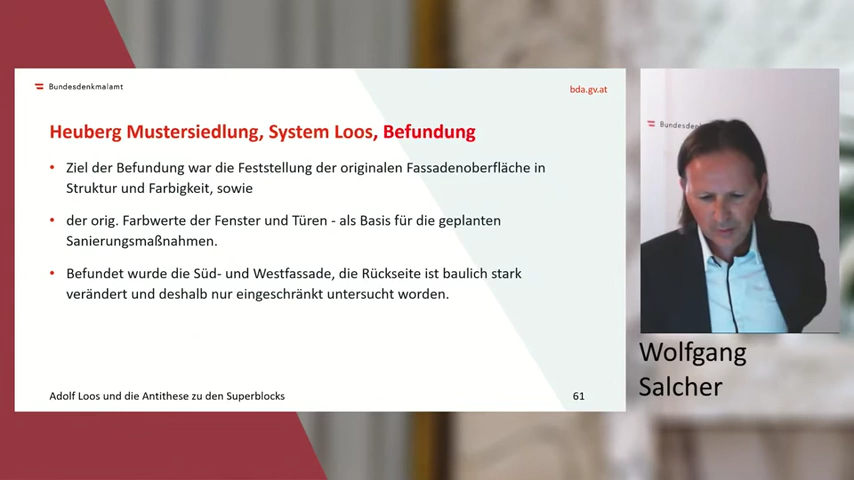 Bundesdenkmalamt
bda.gv.at
Heuberg Mustersiedlung, System Loos, Befundung
• Ziel der Befundung war die Feststellung der originalen Fassadenoberfläche in
Struktur und Farbigkeit, sowie
• der orig. Farbwerte der Fenster und Türen - als Basis für die geplanten
Sanierungsmaßnahmen.
• Befundet wurde die Süd- und Westfassade, die Rückseite ist baulich stark
verändert und deshalb nur eingeschränkt untersucht worden.
Adolf Loos und die Antithese zu den Superblocks
61
Bundesden
Wolfgang
Salcher